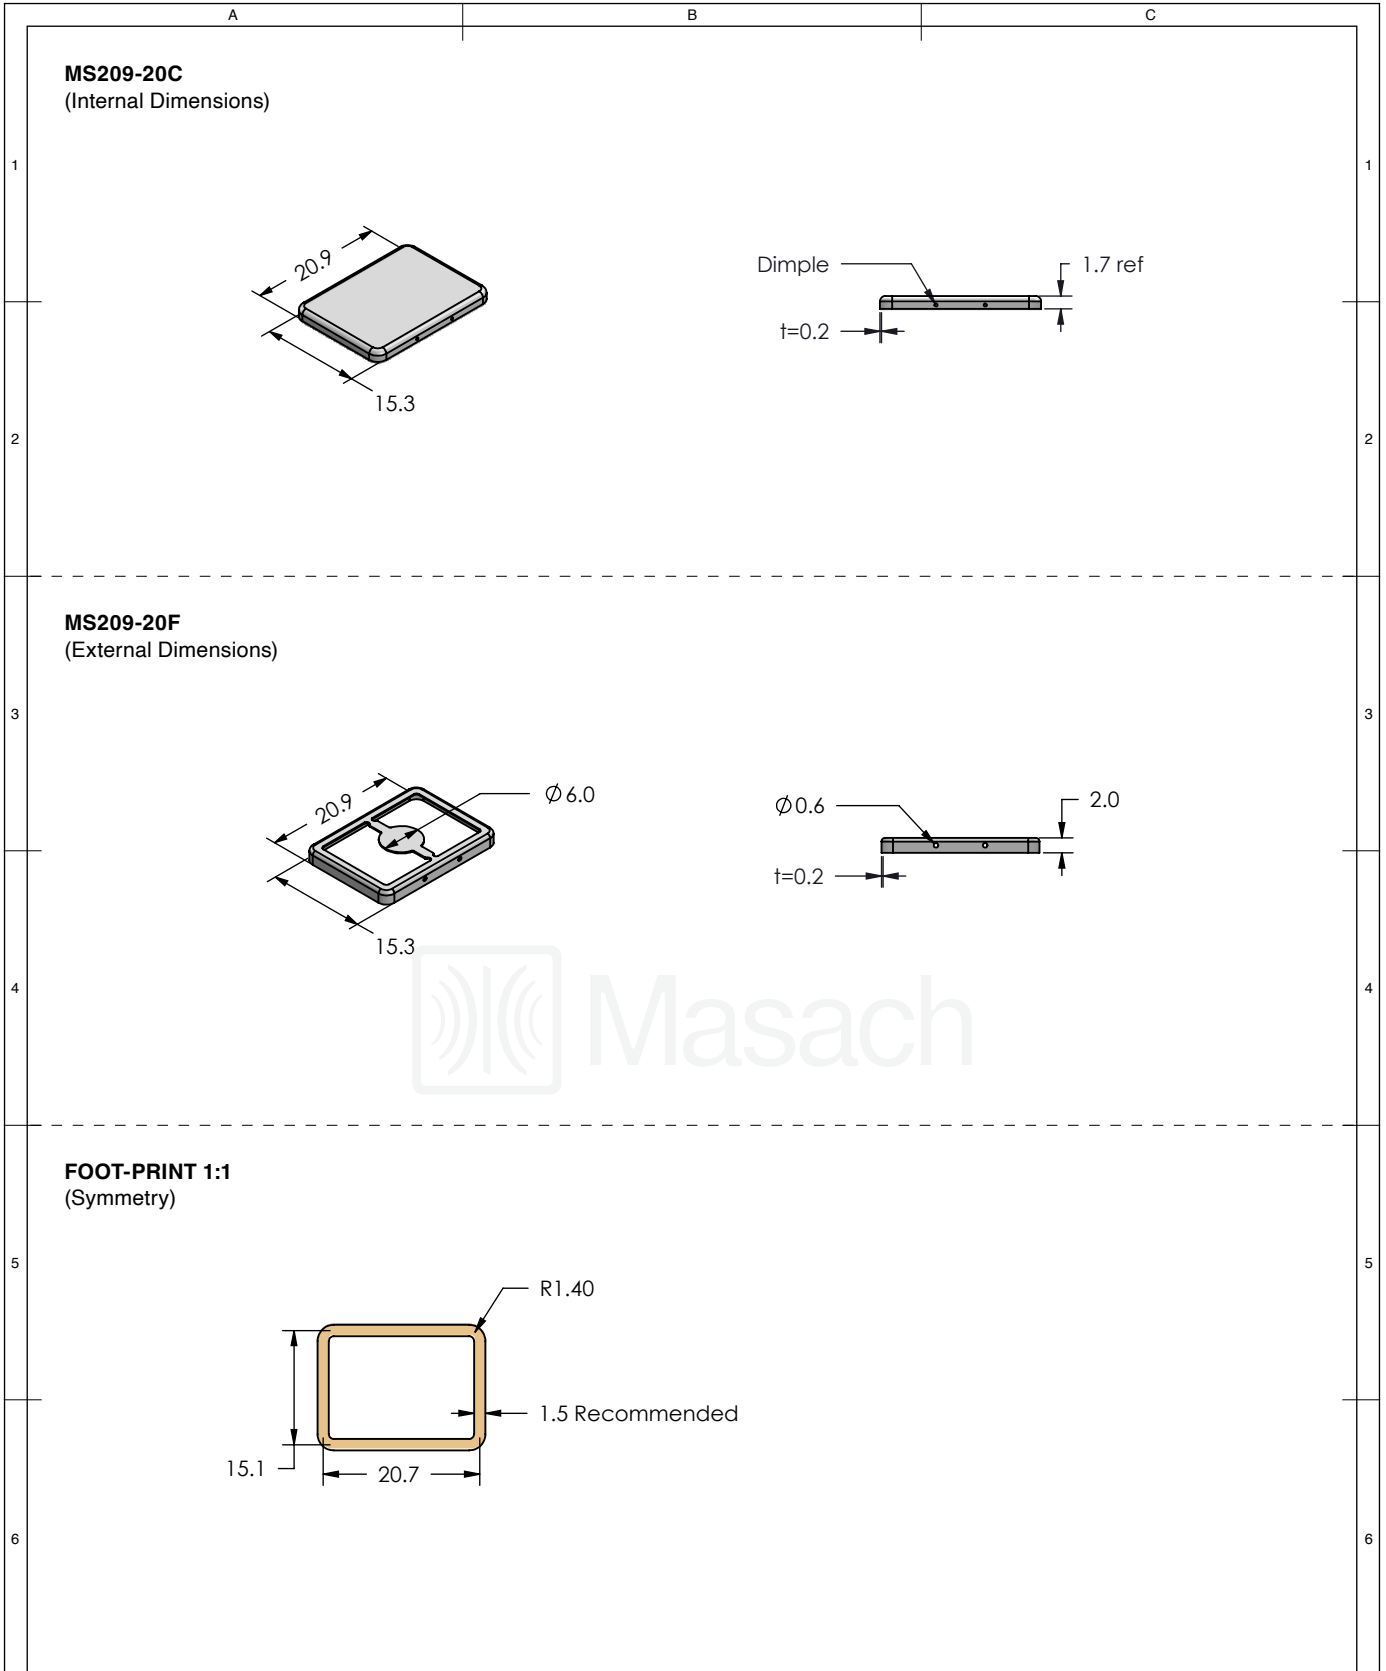 A B C
MS209-20C
(Internal Dimensions)
1 1
20.9
15.3
Dimple
1.7 ref
t=0.2
2 2
MS209-20F
(External Dimensions)
3 3
20.9
Ø6.0
15.3
Ø0.6
2.0
t=0.2
Masach
4 4
FOOT-PRINT 1:1
(Symmetry)
5 5
R1.40
1.5 Recommended
15.1
20.7
6 6